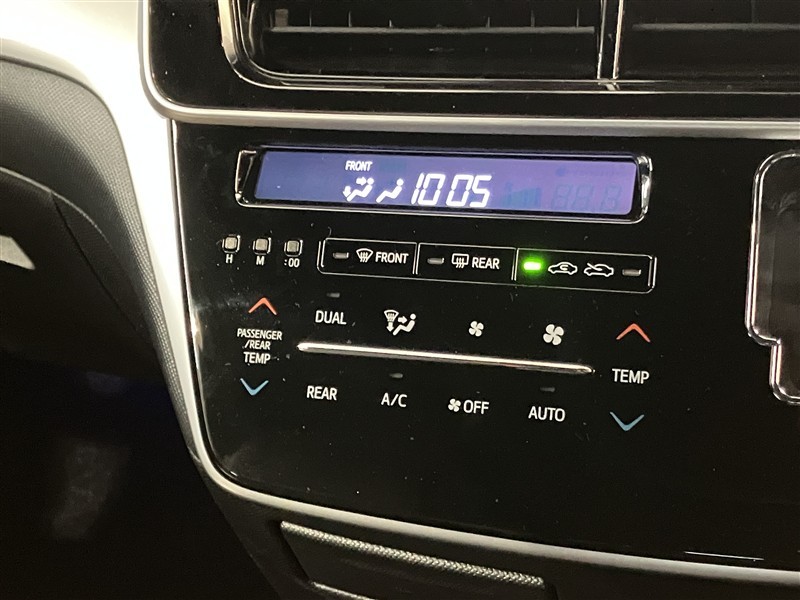 FRONT
10:05
H M :00
FRONT
REAR
DUAL
PASSENGER
/REAR
TEMP
TEMP
REAR
A/C
OFF
AUTO